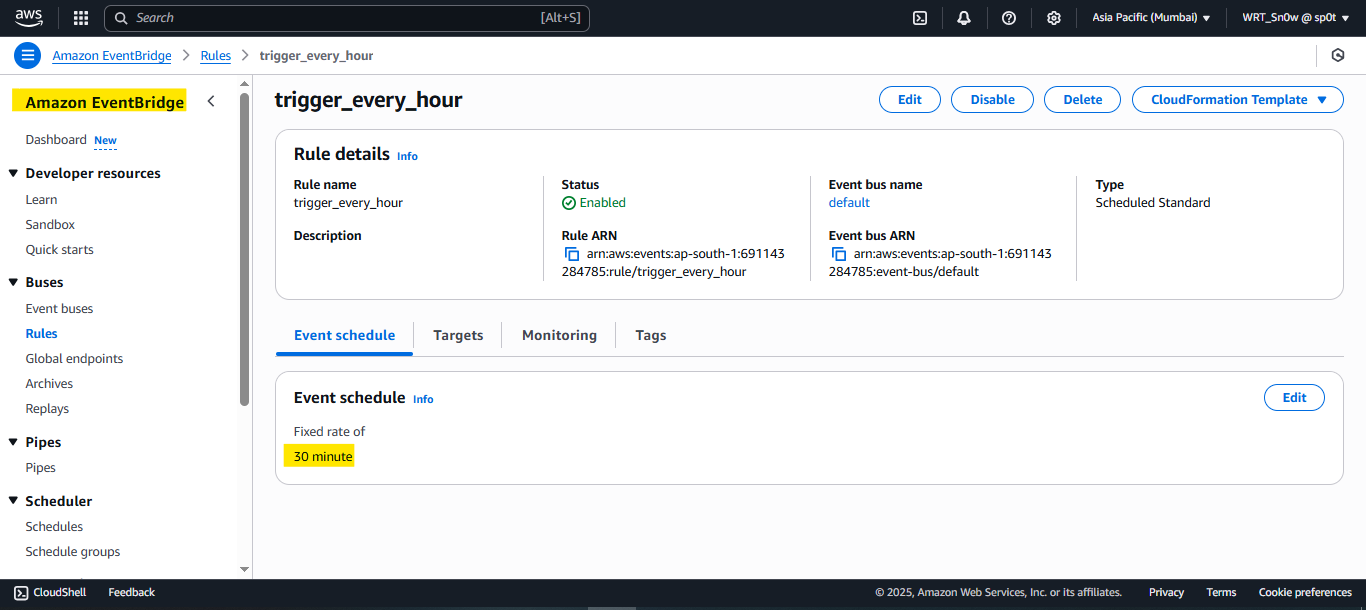 aws
Search [Alt+S]
Asia Pacific (Mumbai) WRT_Sn0w @ sp0t
Amazon EventBridge Rules trigger_every_hour
Amazon EventBridge
Dashboard New
Developer resources
Learn
Sandbox
Quick starts
Buses
Event buses
Rules
Global endpoints
Archives
Replays
Pipes
Pipes
Scheduler
Schedules
Schedule groups
trigger_every_hour
Edit Disable Delete CloudFormation Template
Rule details Info
Rule name
trigger_every_hour
Description
Status
Enabled
Rule ARN
arn:aws:events:ap-south-1:691143
284785:rule/trigger_every_hour
Event bus name
default
Event bus ARN
arn:aws:events:ap-south-1:691143
284785:event-bus/default
Type
Scheduled Standard
Event schedule Targets Monitoring Tags
Event schedule Info
Edit
Fixed rate of
30 minute
CloudShell Feedback
© 2025, Amazon Web Services, Inc. or its affiliates. Privacy Terms Cookie preferences